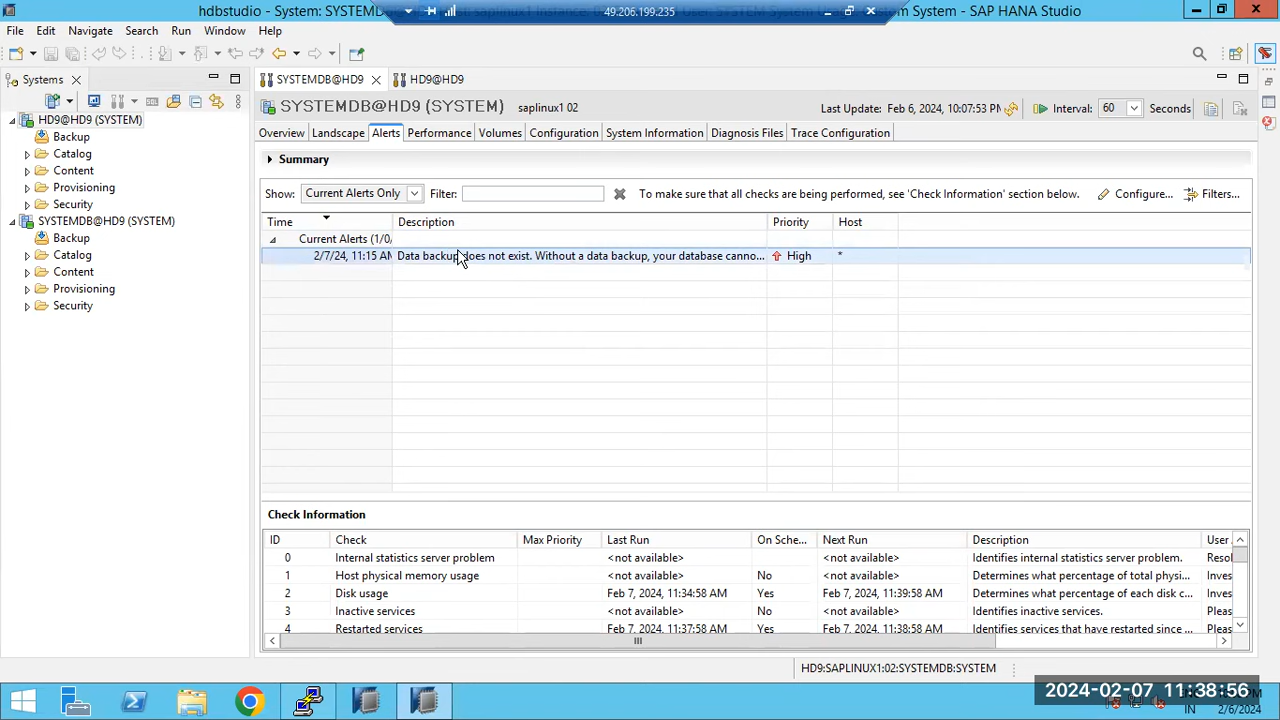 hdbstudio - System: SYSTEMD
49.206.199.235
System - SAP HANA Studio
File Edit Navigate Search Run Window Help
Systems
SYSTEMDB@HD9
HD9@HD9
HD9@HD9 (SYSTEM)
Backup
Catalog
Content
Provisioning
Security
SYSTEMDB@HD9 (SYSTEM)
Backup
Catalog
Content
Provisioning
Security
SYSTEMDB@HD9 (SYSTEM) saplinux1 02
Last Update: Feb 6, 2024, 10:07:53 P Interval: 60 Seconds
Overview Landscape Alerts Performance Volumes Configuration System Information Diagnosis Files Trace Configuration
Summary
Show: Current Alerts Only Filter: To make sure that all checks are being performed, see 'Check Information' section below. Configure... Filters...
Time Description Priority Host
Current Alerts (1/0/
2/7/24, 11:15 AM Data backup does not exist. Without a data backup, your database canno... High *
Check Information
ID Check Max Priority Last Run On Sche... Next Run Description User
0 Internal statistics server problem <not available> <not available> Identifies internal statistics server problem. Resol
1 Host physical memory usage <not available> No <not available> Determines what percentage of total physi... Inves
2 Disk usage Feb 7, 2024, 11:34:58 AM Yes Feb 7, 2024, 11:39:58 AM Determines what percentage of each disk c... Inves
3 Inactive services <not available> No <not available> Identifies inactive services. Pleas
4 Restarted services Feb 7, 2024, 11:37:58 AM Yes Feb 7, 2024, 11:38:58 AM Identifies services that have restarted since ... Inves
HD9:SAPLINUX1:02:SYSTEMDB:SYSTEM
2024-02-07 11:38:56
IN 2/6/2024